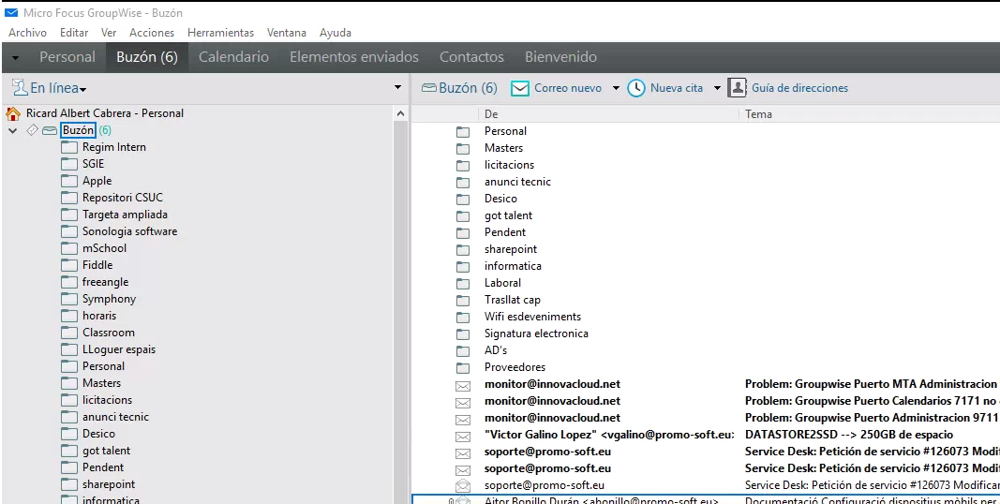 Micro Focus GroupWise - Buzón
Archivo Editar Ver Acciones Herramientas Ventana Ayuda
Personal Buzón (6) Calendario Elementos enviados Contactos Bienvenido
En línea
Ricard Albert Cabrera - Personal
Buzón (6)
Regim Intern
SGIE
Apple
Repositori CSUC
Targeta ampliada
Sonologia software
mSchool
Fiddle
freeangle
Symphony
horaris
Classroom
LLoguer espais
Personal
Masters
licitacions
anunci tecnic
Desico
got talent
Pendent
sharepoint
informatica
Buzón (6) Correo nuevo Nueva cita Guía de direcciones
De Tema
Personal
Masters
licitacions
anunci tecnic
Desico
got talent
Pendent
sharepoint
informatica
Laboral
Trasllat cap
Wifi esdeveniments
Signatura electronica
AD's
Proveedores
monitor@innovacloud.net Problem: Groupwise Puerto MTA Administracion
monitor@innovacloud.net Problem: Groupwise Puerto Calendarios 7171 no
monitor@innovacloud.net Problem: Groupwise Puerto Administracion 9711
"Victor Galino Lopez" <vgalino@promo-soft.eu> DATASTORE2SSD --> 250GB de espacio
soporte@promo-soft.eu Service Desk: Petición de servicio #126073 Modifi
soporte@promo-soft.eu Service Desk: Petición de servicio #126073 Modifi
soporte@promo-soft.eu Service Desk: Petición de servicio #126073 Modificar
Aitor Bonillo Durán <abonillo@promo-soft.eu> Documentació Configuració dispositius mòbils per